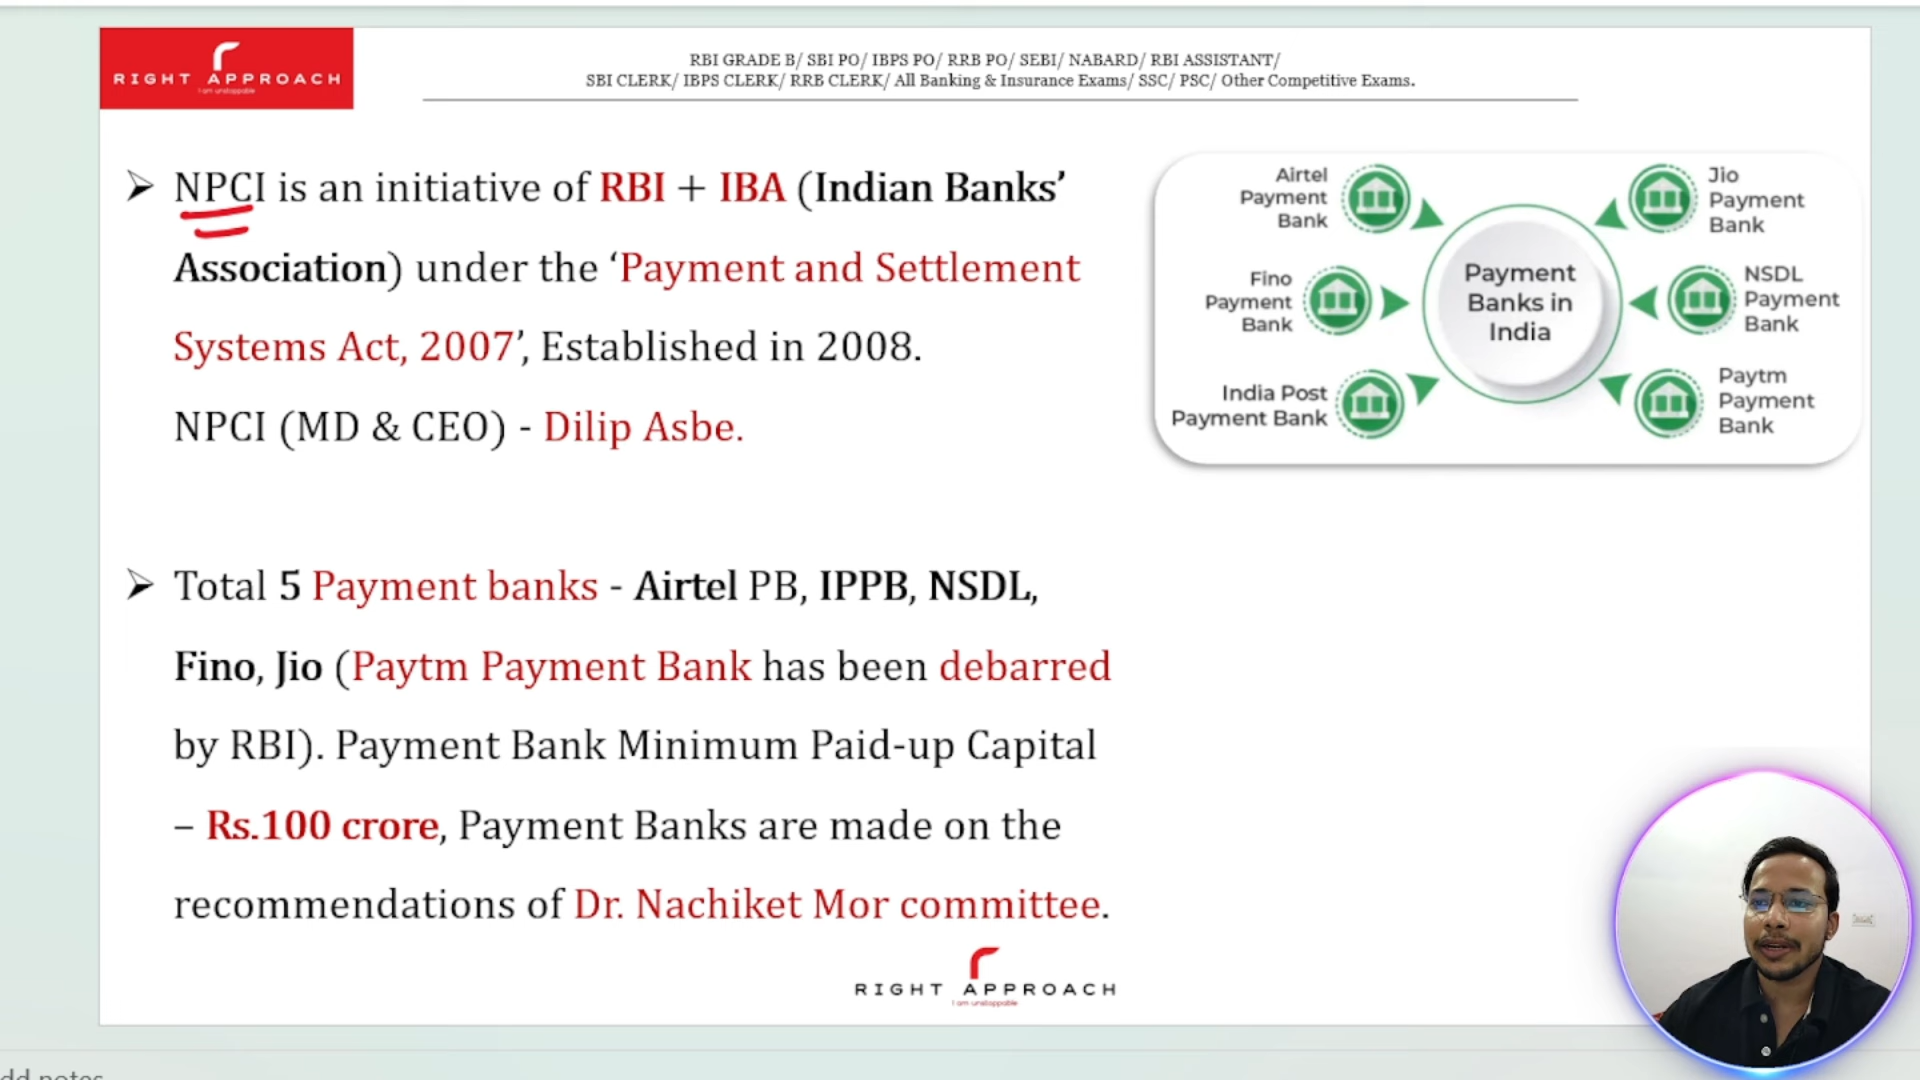 RIGHT APPROACH
I am unstoppable
RBI GRADE B/ SBI PO/ IBPS PO/ RRB PO/ SEBI/ NABARD/ RBI ASSISTANT/
SBI CLERK/ IBPS CLERK/ RRB CLERK/ All Banking & Insurance Exams/ SSC/ PSC/ Other Competitive Exams.
➢ NPCI is an initiative of RBI + IBA (Indian Banks’
Association) under the ‘Payment and Settlement
Systems Act, 2007’, Established in 2008.
NPCI (MD & CEO) - Dilip Asbe.
➢ Total 5 Payment banks - Airtel PB, IPPB, NSDL,
Fino, Jio (Paytm Payment Bank has been debarred
by RBI). Payment Bank Minimum Paid-up Capital
– Rs.100 crore, Payment Banks are made on the
recommendations of Dr. Nachiket Mor committee.
Airtel
Payment
Bank
Fino
Payment
Bank
India Post
Payment Bank
Payment
Banks in
India
Jio
Payment
Bank
NSDL
Payment
Bank
Paytm
Payment
Bank
RIGHT APPROACH
I am unstoppable
dd notes